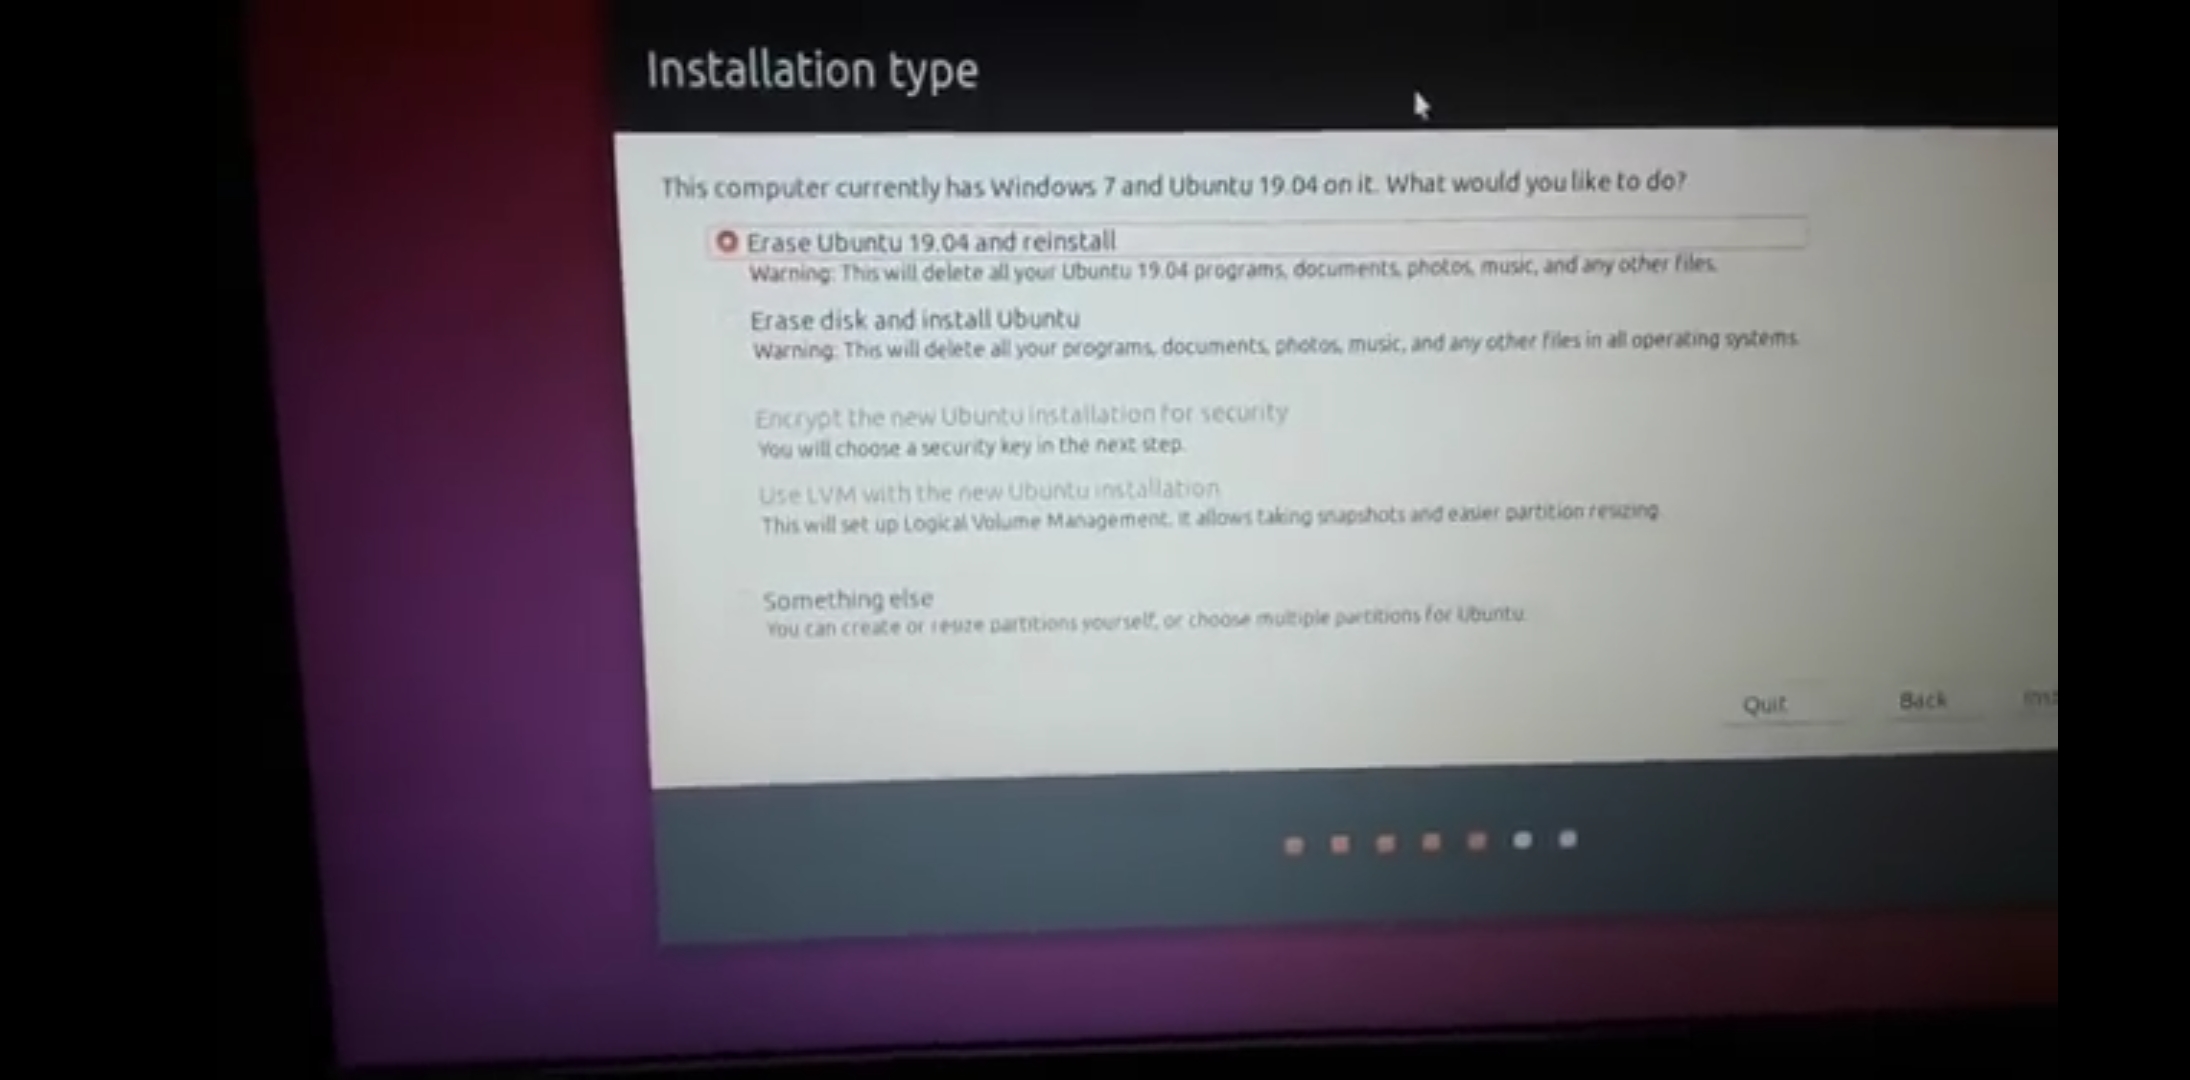 Installation type
This computer currently has Windows 7 and Ubuntu 19.04 on it. What would you like to do?
Erase Ubuntu 19.04 and reinstall
Warning: This will delete all your Ubuntu 19.04 programs, documents, photos, music, and any other files.
Erase disk and install Ubuntu
Warning: This will delete all your programs, documents, photos, music, and any other files in all operating systems.
Encrypt the new Ubuntu installation for security
You will choose a security key in the next step.
Use LVM with the new Ubuntu installation
This will set up Logical Volume Management. It allows taking snapshots and easier partition resizing.
Something else
You can create or resize partitions yourself, or choose multiple partitions for Ubuntu.
Quit Back